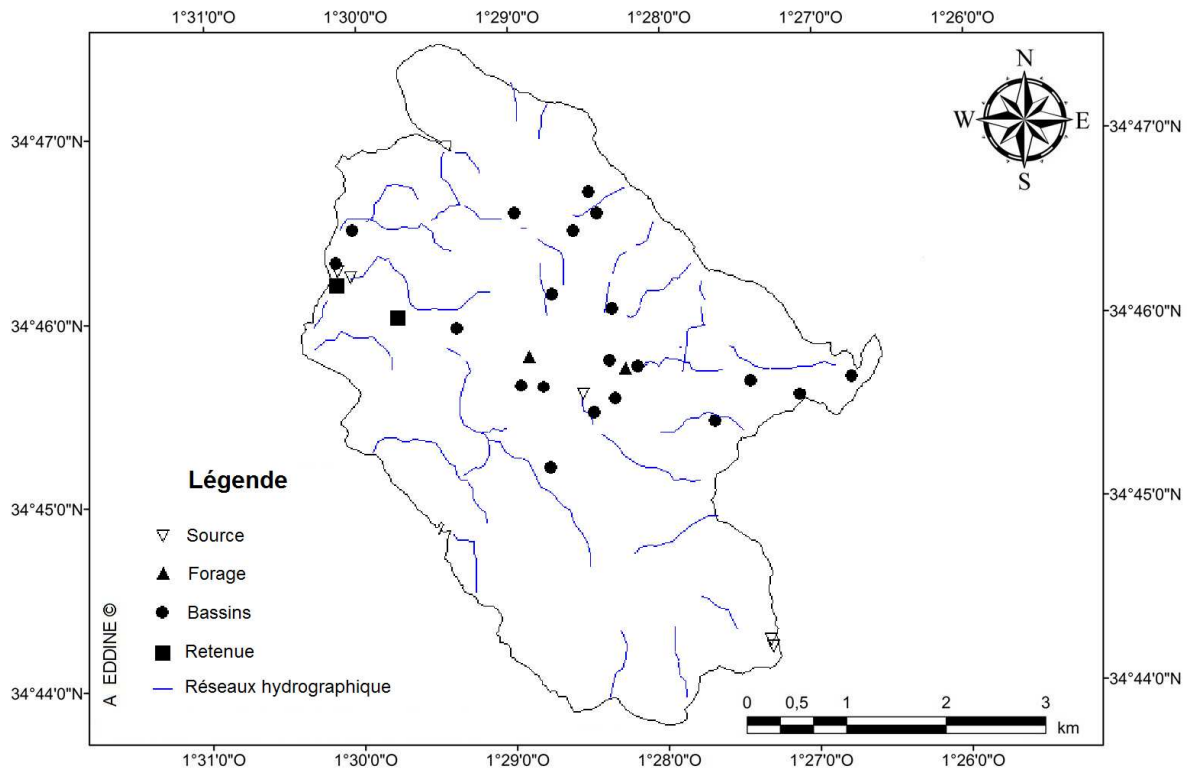 1°31'0"O 1°30'0"O 1°29'0"O 1°28'0"O 1°27'0"O 1°26'0"O
N
W E
S
34°47'0"N 34°47'0"N
34°46'0"N 34°46'0"N
34°45'0"N 34°45'0"N
34°44'0"N 34°44'0"N
Légende
Source
Forage
Bassins
Retenue
Réseaux hydrographique
A EDDINE ©
0 0,5 1 2 3
km
1°31'0"O 1°30'0"O 1°29'0"O 1°28'0"O 1°27'0"O 1°26'0"O